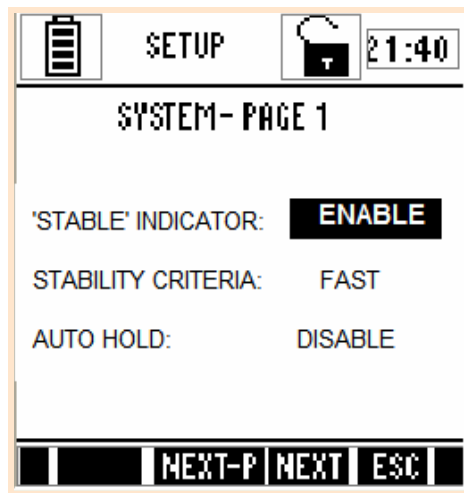 SETUP 21:40
SYSTEM- PAGE 1
'STABLE' INDICATOR: ENABLE
STABILITY CRITERIA: FAST
AUTO HOLD: DISABLE
NEXT-P NEXT ESC